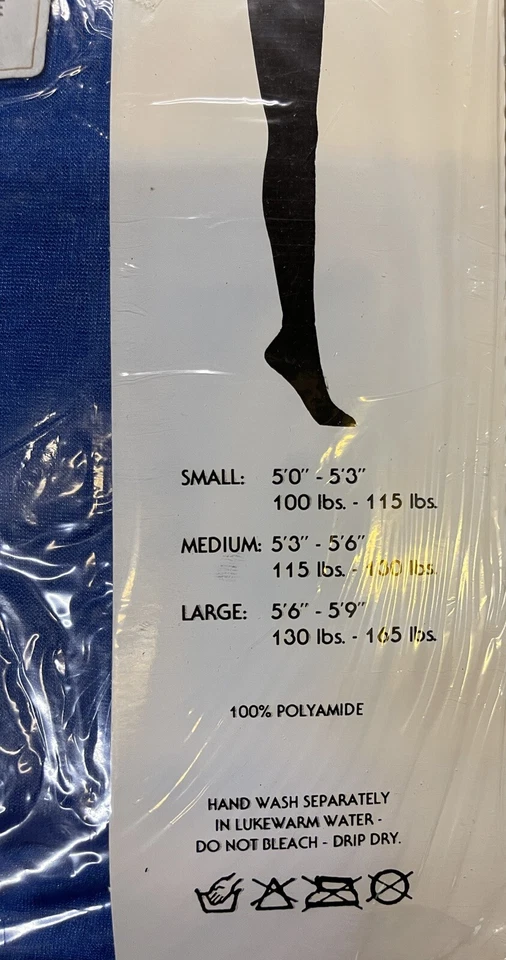 SMALL: 5'0" - 5'3"
100 lbs. - 115 lbs.
MEDIUM: 5'3" - 5'6"
115 lbs. - lbs.
LARGE: 5'6" - 5'9"
130 lbs. - 165 lbs.
100% POLYAMIDE
HAND WASH SEPARATELY
IN LUKEWARM WATER -
DO NOT BLEACH - DRIP DRY.